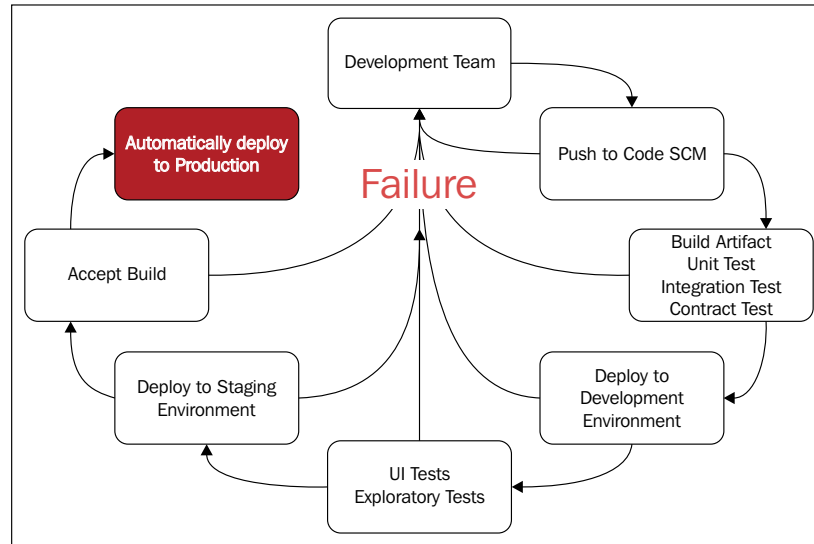 Development Team
Automatically deploy
to Production
Push to Code SCM
Failure
Build Artifact
Unit Test
Integration Test
Contract Test
Accept Build
Deploy to Staging
Environment
Deploy to
Development
Environment
UI Tests
Exploratory Tests